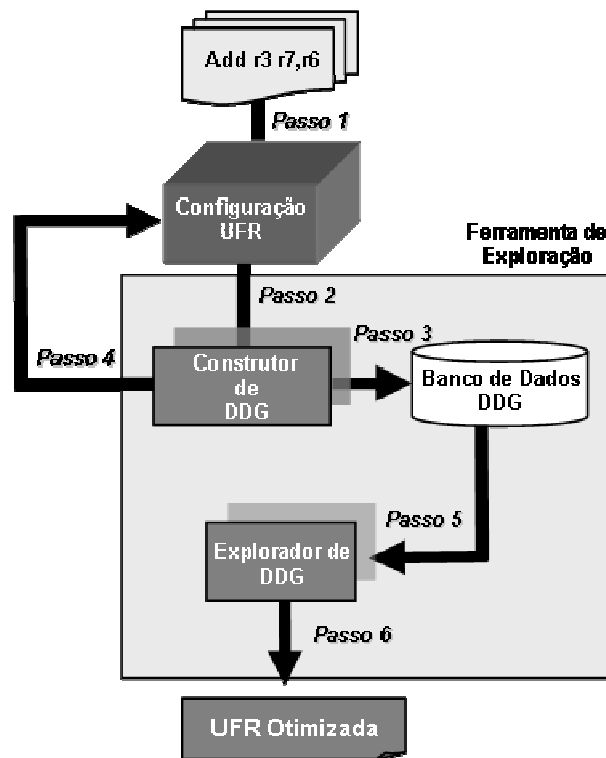 Add r3 r7,r6
Passo 1
Configuração
UFR
Ferramenta de
Exploração
Passo 2
Passo 3
Passo 4
Construtor
de
DDG
Banco de Dados
DDG
Passo 5
Explorador de
DDG
Passo 6
UFR Otimizada